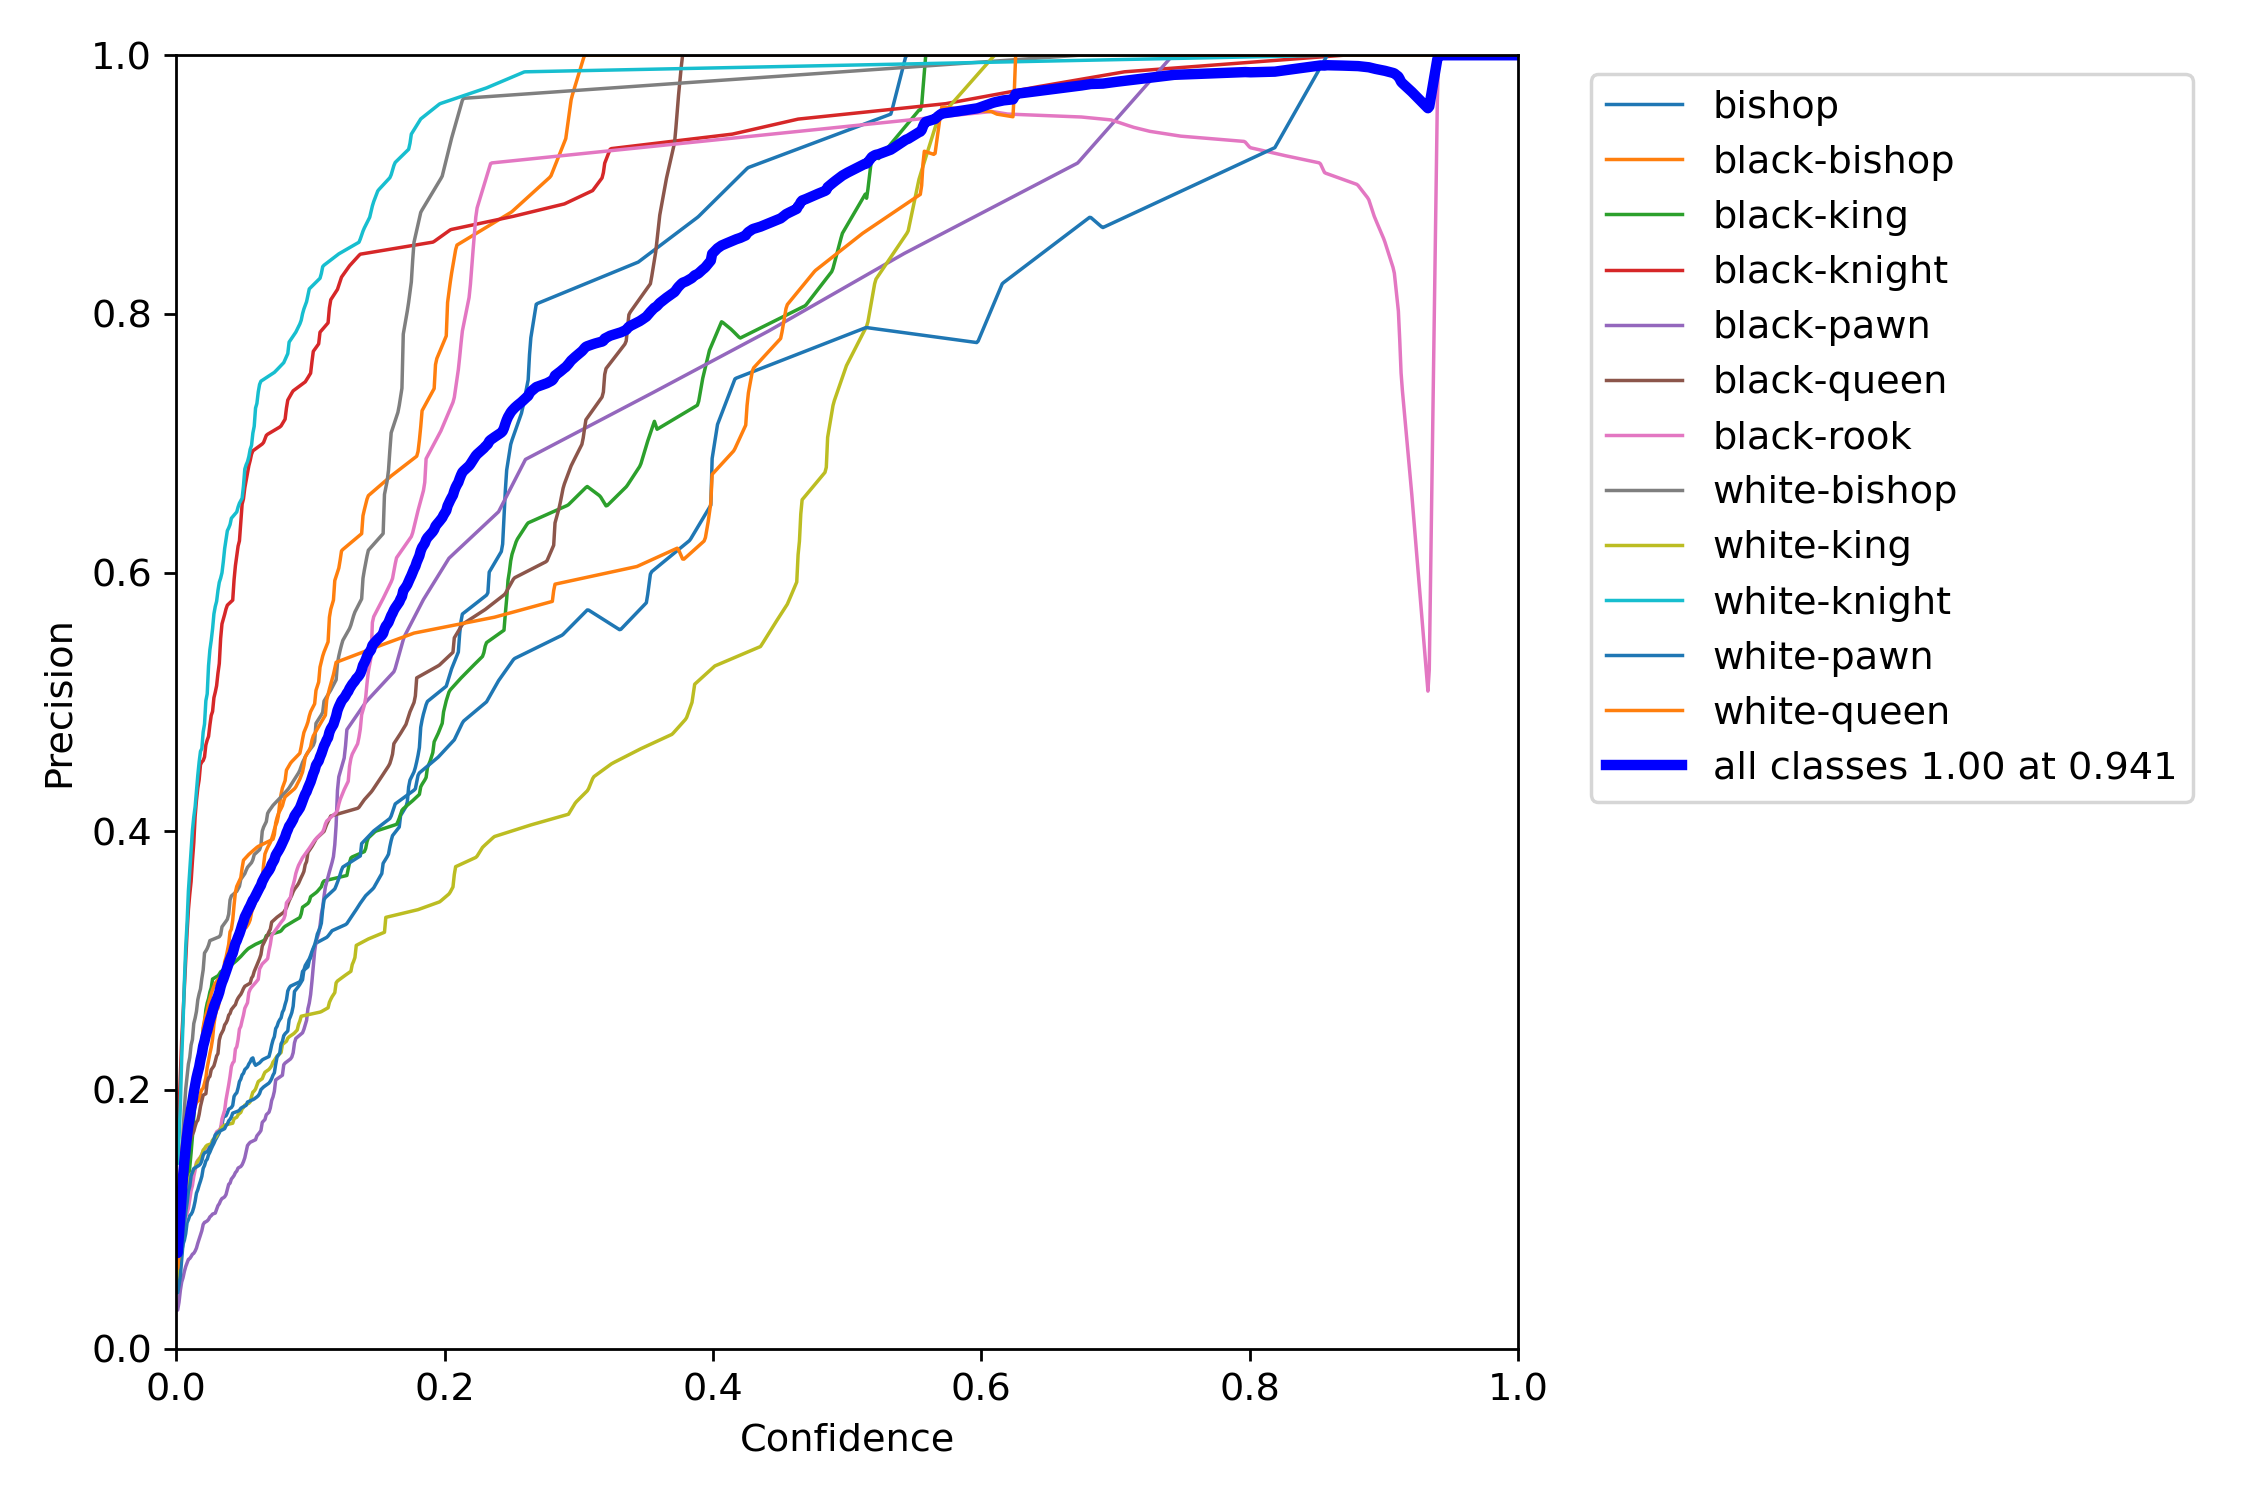 1.0
0.8
0.6
0.4
0.2
0.0
Precision
0.0 0.2 0.4 0.6 0.8 1.0
Confidence
bishop
black-bishop
black-king
black-knight
black-pawn
black-queen
black-rook
white-bishop
white-king
white-knight
white-pawn
white-queen
all classes 1.00 at 0.941